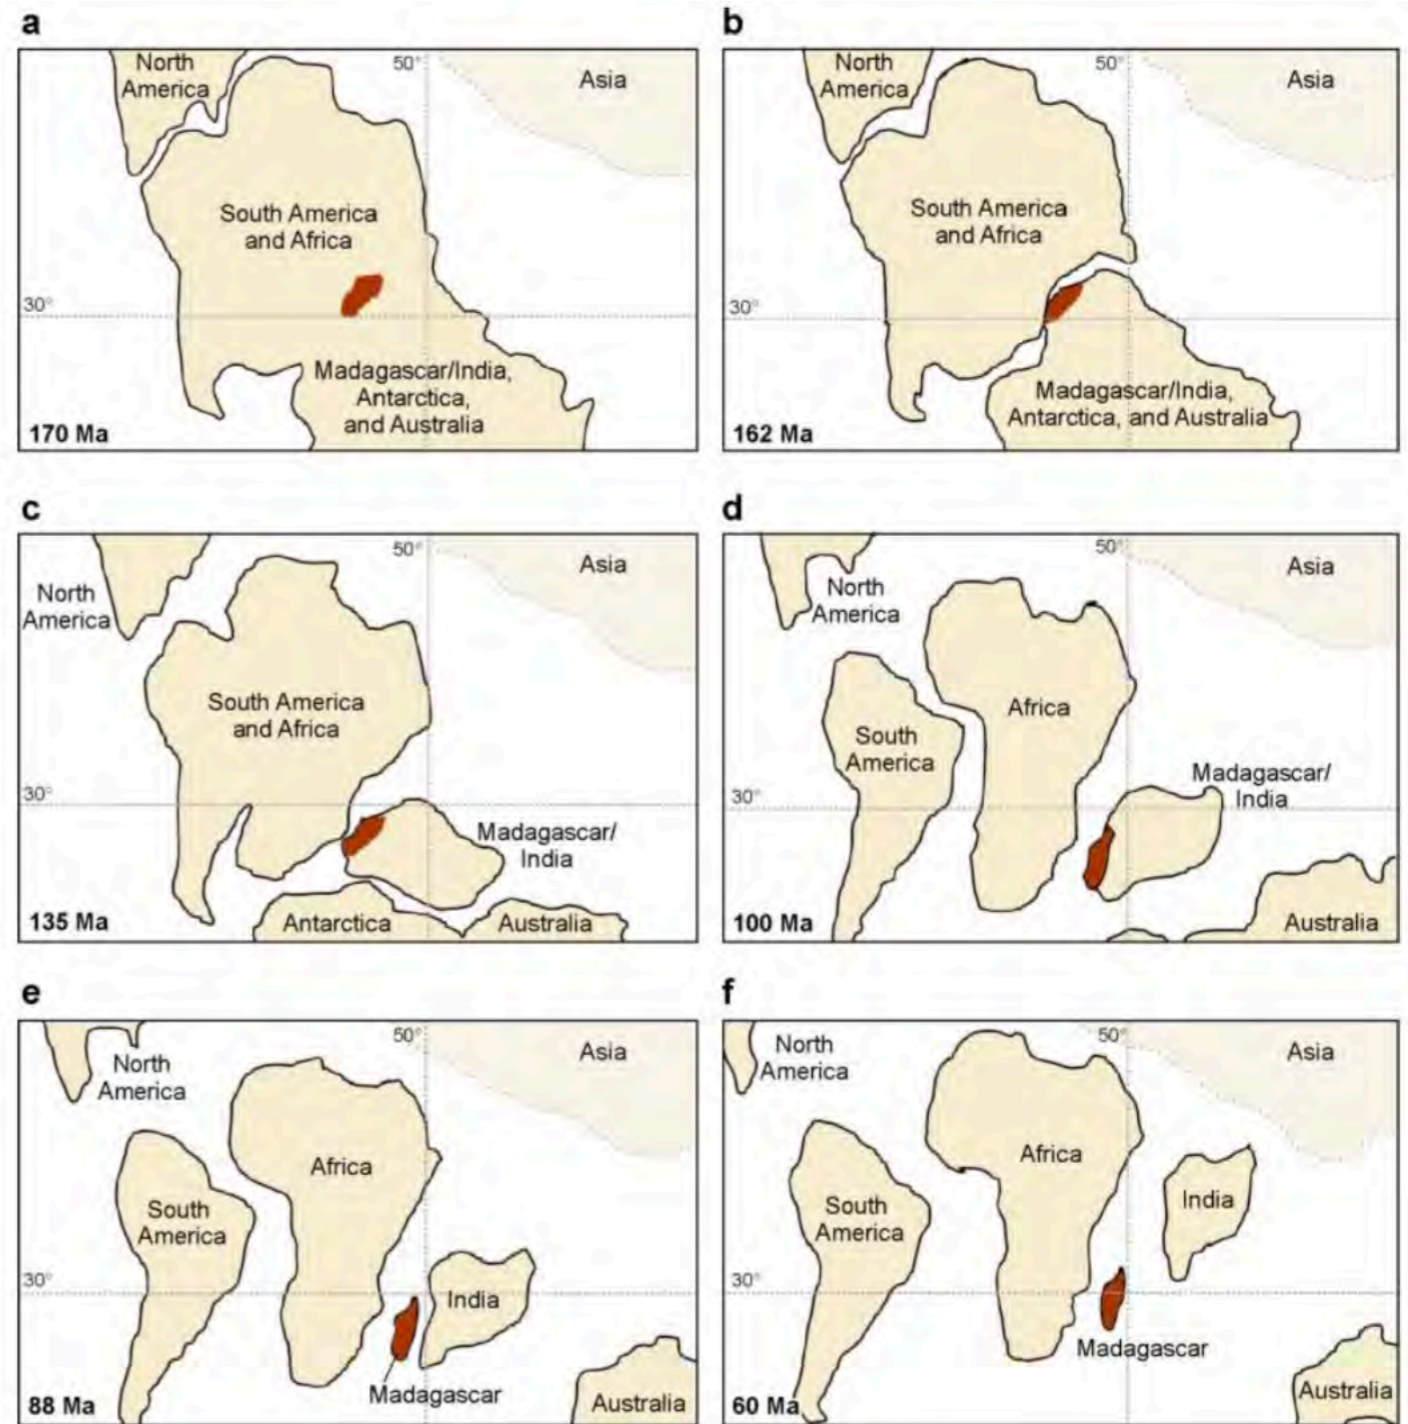 a
North
America
50°
Asia
South America
and Africa
30°
Madagascar/India,
Antarctica,
and Australia
170 Ma
b
North
America
50°
Asia
South America
and Africa
30°
Madagascar/India,
Antarctica, and Australia
162 Ma
c
50°
Asia
North
America
South America
and Africa
30°
Madagascar/
India
Antarctica
Australia
135 Ma
d
50°
Asia
North
America
Africa
South
America
Madagascar/
India
30°
Australia
100 Ma
e
50°
Asia
North
America
Africa
South
America
30°
India
Madagascar
Australia
88 Ma
f
50°
North
America
Asia
Africa
India
South
America
30°
Madagascar
Australia
60 Ma